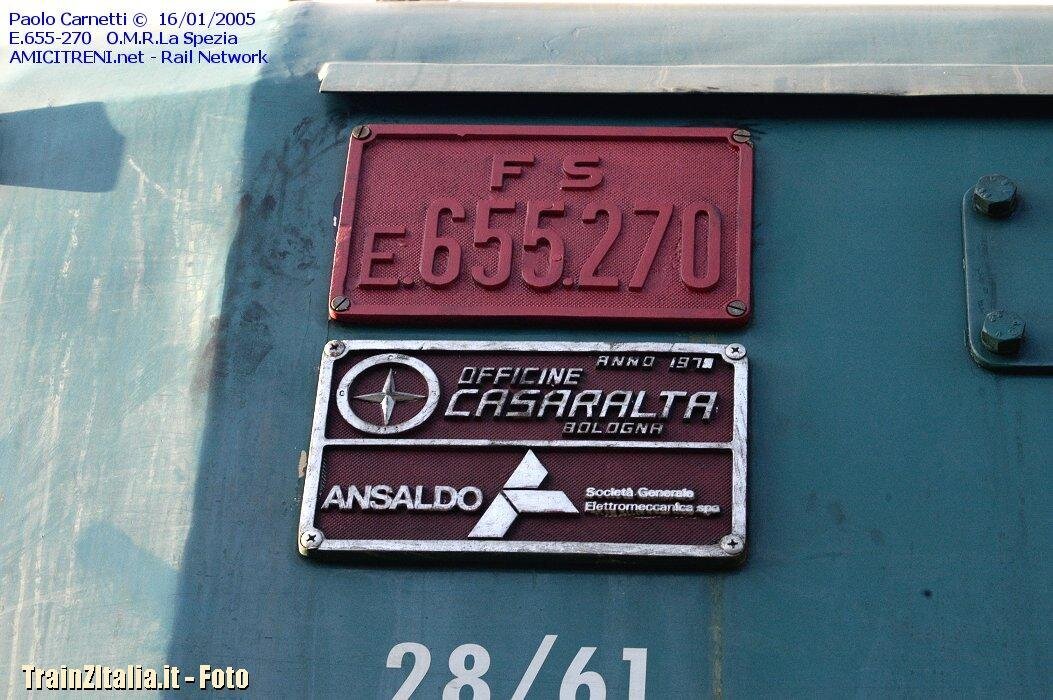 Paolo Carnetti © 16/01/2005
E.655-270 O.M.R.La Spezia
AMICITRENI.net - Rail Network
F S
E.655.270
ANNO
OFFICINE
CASARALTA
BOLOGNA
ANSALDO
Società Generale
Elettromeccanica spa
28/61
TrainZItalia.it - Foto